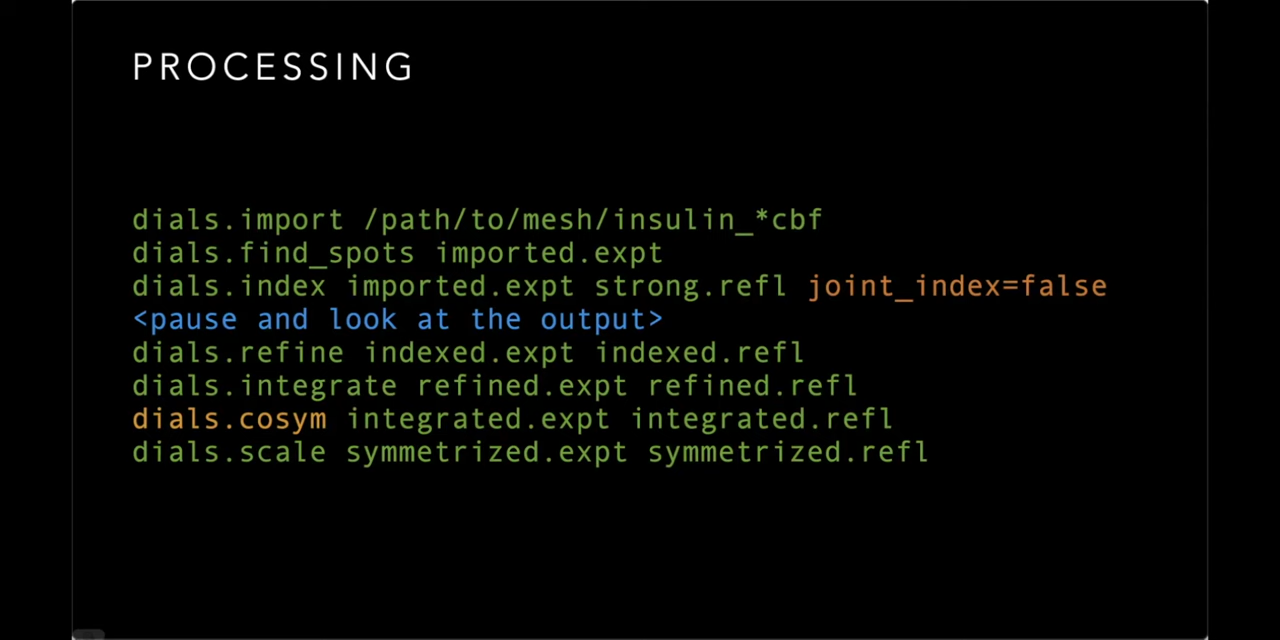 PROCESSING
dials.import /path/to/mesh/insulin_*cbf
dials.find_spots imported.expt
dials.index imported.expt strong.refl joint_index=false
<pause and look at the output>
dials.refine indexed.expt indexed.refl
dials.integrate refined.expt refined.refl
dials.cosym integrated.expt integrated.refl
dials.scale symmetrized.expt symmetrized.refl